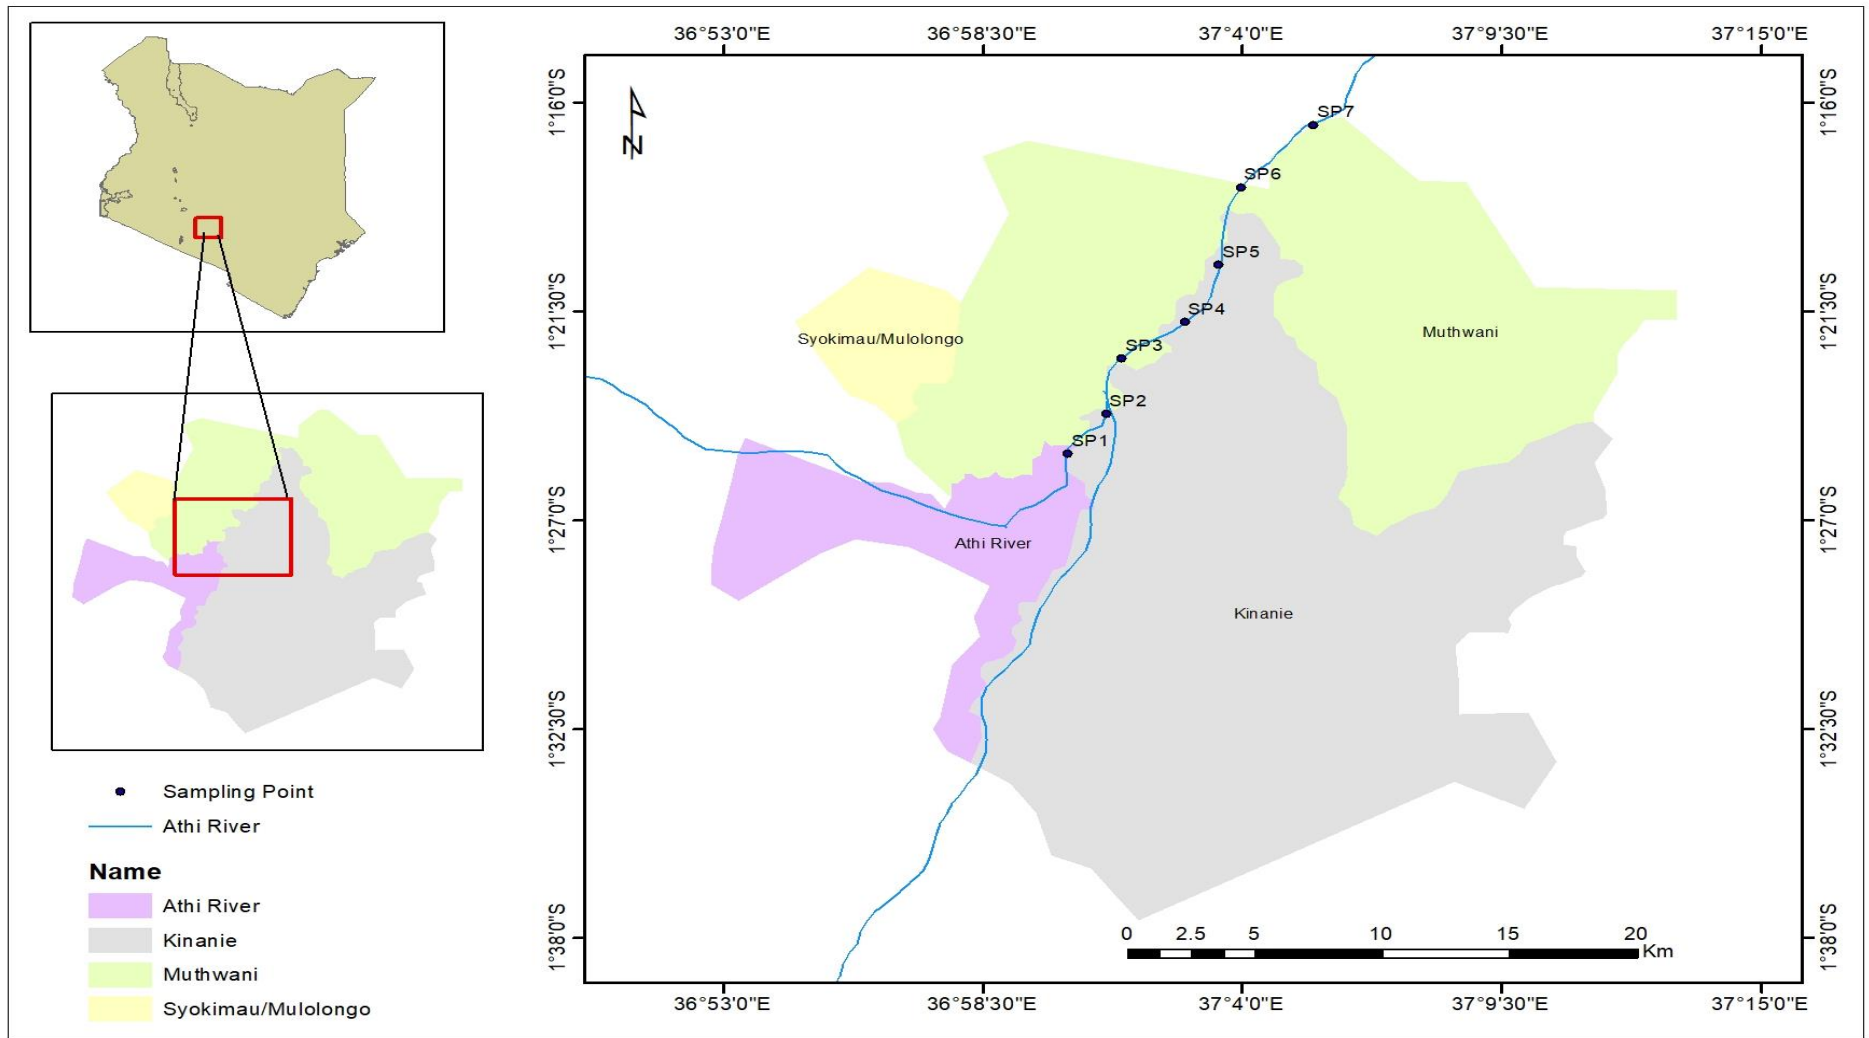 36°53'0"E 36°58'30"E 37°4'0"E 37°9'30"E 37°15'0"E
1°16'0"S
1°21'30"S
1°27'0"S
1°32'30"S
1°38'0"S
N
SP7
SP6
SP5
SP4
SP3
SP2
SP1
Syokimau/Mulolongo
Muthwani
Athi River
Kinanie
0 2.5 5 10 15 20
Km
1°16'0"S
1°21'30"S
1°27'0"S
1°32'30"S
1°38'0"S
36°53'0"E 36°58'30"E 37°4'0"E 37°9'30"E 37°15'0"E
Sampling Point
Athi River
Name
Athi River
Kinanie
Muthwani
Syokimau/Mulolongo